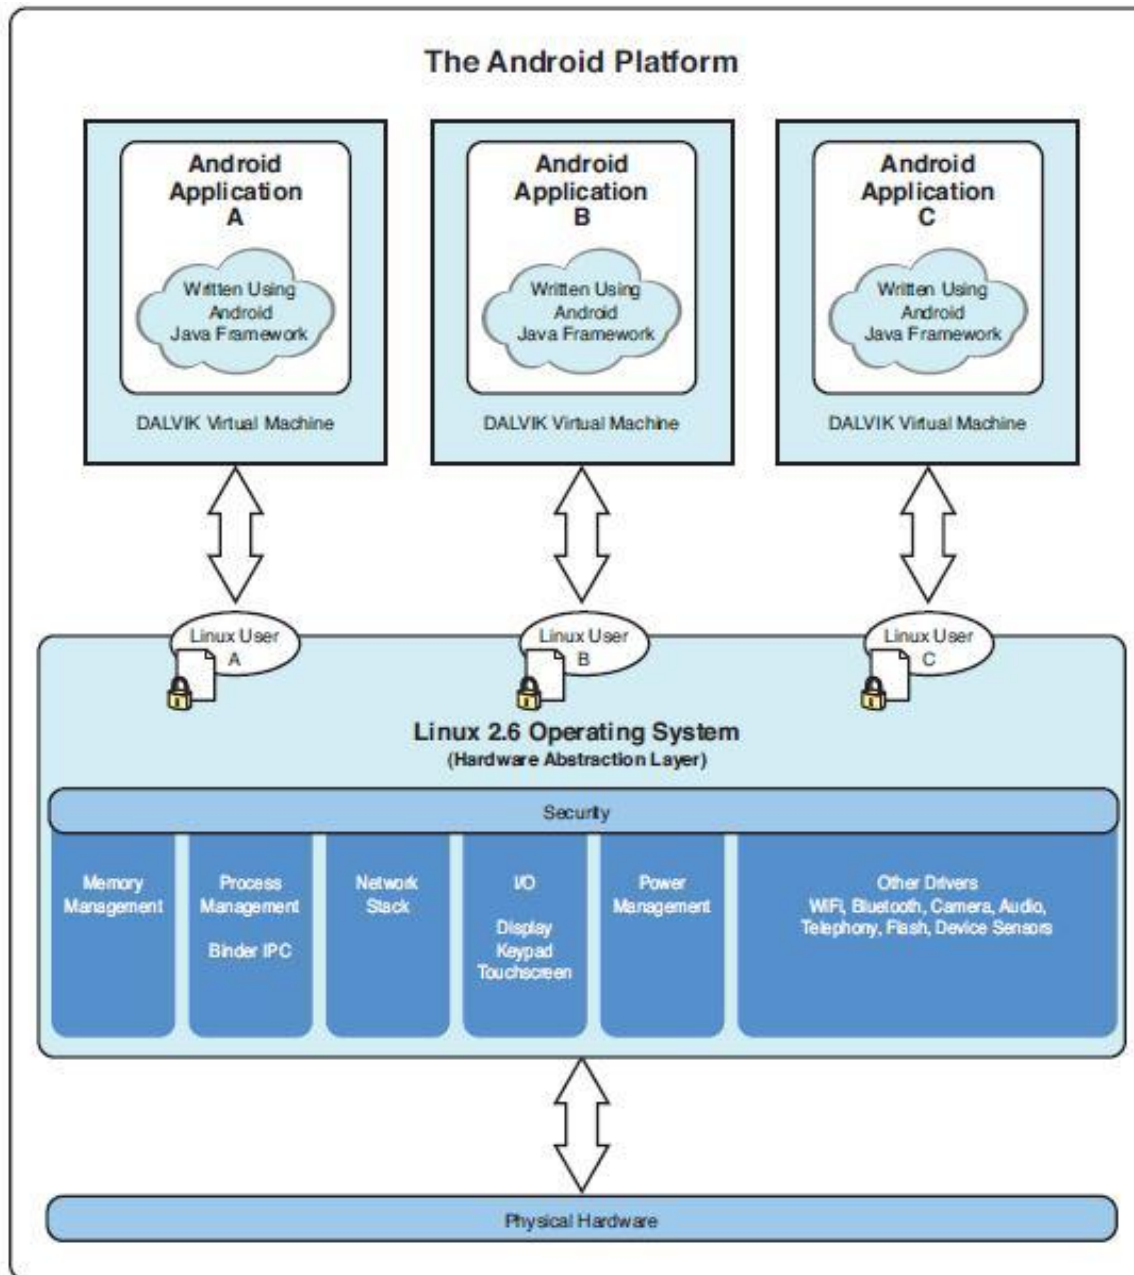 The Android Platform
Android
Application
A
Written Using
Android
Java Framework
DALVIK Virtual Machine
Android
Application
B
Written Using
Android
Java Framework
DALVIK Virtual Machine
Android
Application
C
Written Using
Android
Java Framework
DALVIK Virtual Machine
Linux User
A
Linux User
B
Linux User
C
Linux 2.6 Operating System
(Hardware Abstraction Layer)
Security
Memory
Management
Process
Management
Binder IPC
Network
Stack
I/O
Display
Keypad
Touchscreen
Power
Management
Other Drivers
WiFi, Bluetooth, Camera, Audio,
Telephony, Flash, Device Sensors
Physical Hardware